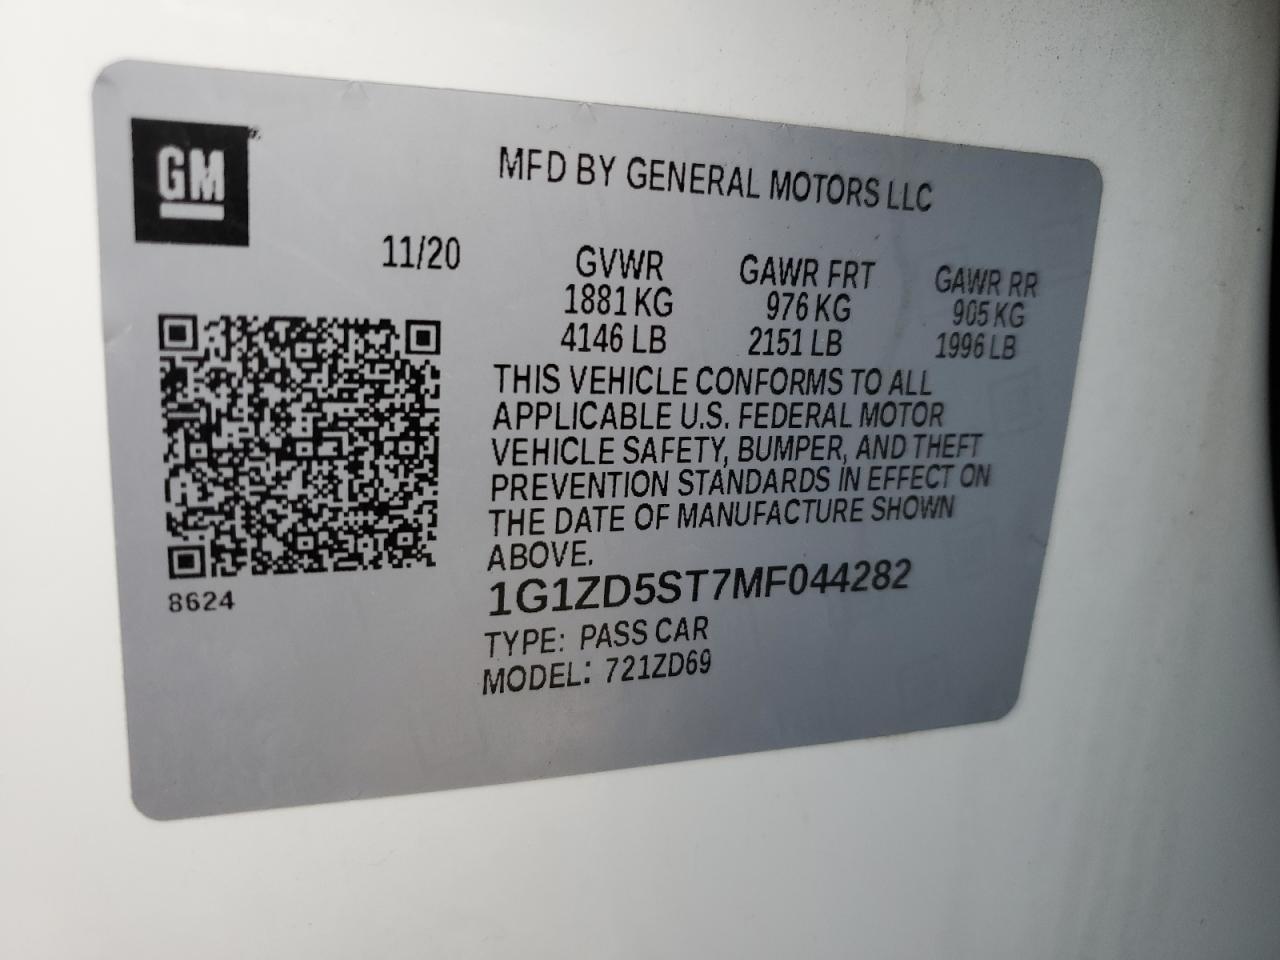 GM
MFD BY GENERAL MOTORS LLC
11/20
GVWR GAWR FRT GAWR RR
1881 KG 976 KG 905 KG
4146 LB 2151 LB 1996 LB
THIS VEHICLE CONFORMS TO ALL
APPLICABLE U.S. FEDERAL MOTOR
VEHICLE SAFETY, BUMPER, AND THEFT
PREVENTION STANDARDS IN EFFECT ON
THE DATE OF MANUFACTURE SHOWN
ABOVE.
8624
1G1ZD5ST7MF044282
TYPE: PASS CAR
MODEL: 721ZD69